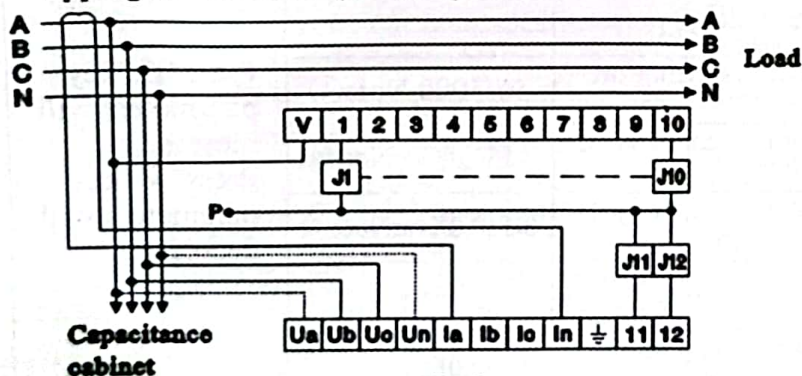 A A
B B
C C Load
N N
V 1 2 3 4 5 6 7 8 9 10
J1 J10
P
J11 J12
Ua Ub Uc Un Ia Ib Ic In 11 12
Capacitance
cabinet